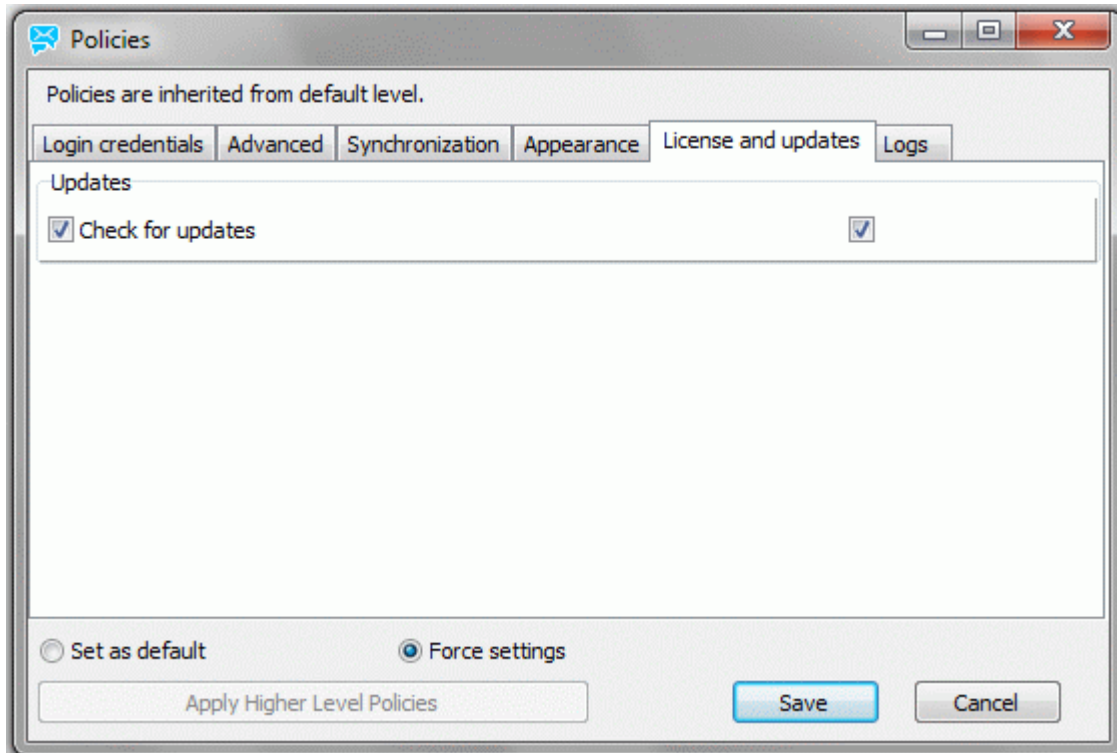 Policies
Policies are inherited from default level.
Login credentials Advanced Synchronization Appearance License and updates Logs
Updates
Check for updates
Set as default Force settings
Apply Higher Level Policies Save Cancel